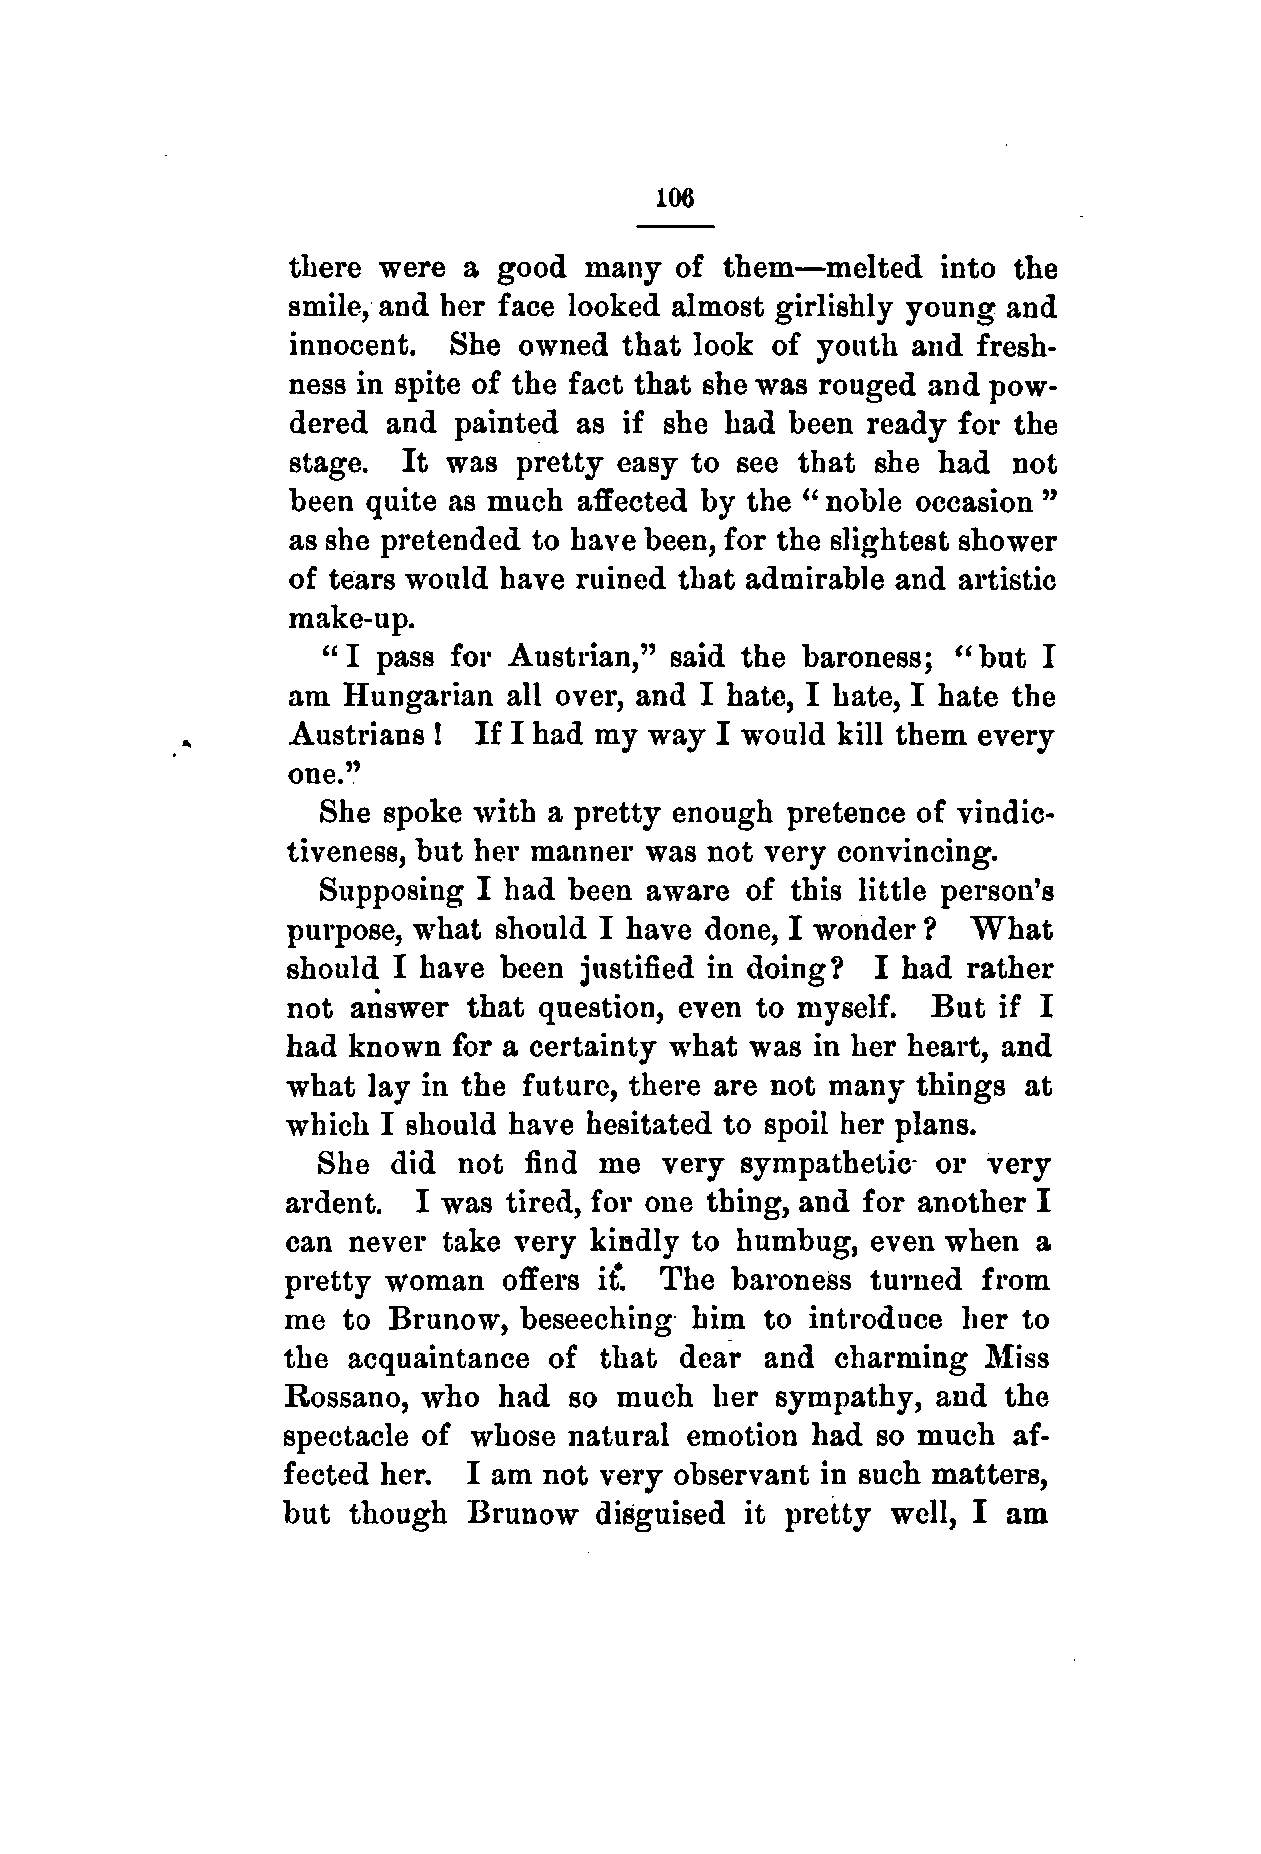 106
there were a good many of them—melted into the
smile, and her face looked almost girlishly young and
innocent. She owned that look of youth and fresh-
ness in spite of the fact that she was rouged and pow-
dered and painted as if she had been ready for the
stage. It was pretty easy to see that she had not
been quite as much affected by the “noble occasion”
as she pretended to have been, for the slightest shower
of tears would have ruined that admirable and artistic
make-up.
“I pass for Austrian,” said the baroness; “but I
am Hungarian all over, and I hate, I hate, I hate the
Austrians! If I had my way I would kill them every
one.”
She spoke with a pretty enough pretence of vindic-
tiveness, but her manner was not very convincing.
Supposing I had been aware of this little person's
purpose, what should I have done, I wonder? What
should I have been justified in doing? I had rather
not answer that question, even to myself. But if I
had known for a certainty what was in her heart, and
what lay in the future, there are not many things at
which I should have hesitated to spoil her plans.
She did not find me very sympathetic or very
ardent. I was tired, for one thing, and for another I
can never take very kindly to humbug, even when a
pretty woman offers it. The baroness turned from
me to Brunow, beseeching him to introduce her to
the acquaintance of that dear and charming Miss
Rossano, who had so much her sympathy, and the
spectacle of whose natural emotion had so much af-
fected her. I am not very observant in such matters,
but though Brunow disguised it pretty well, I am